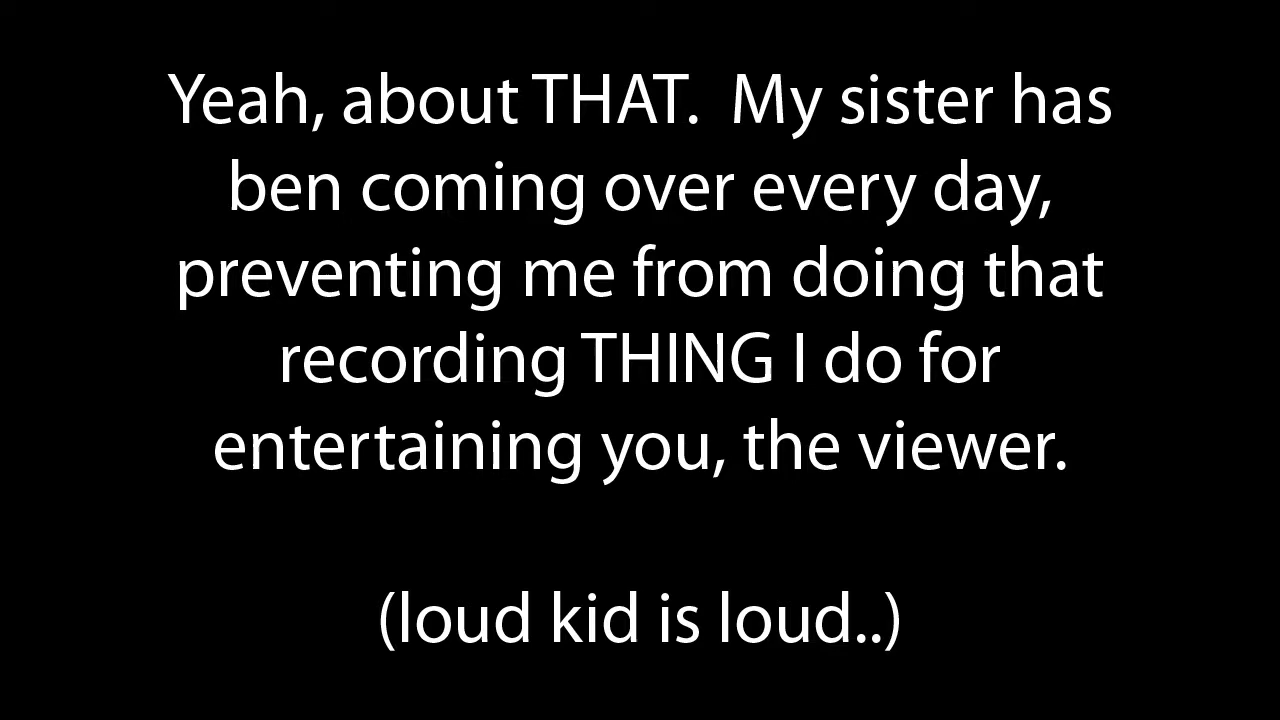 Yeah, about THAT.  My sister has
ben coming over every day,
preventing me from doing that
recording THING I do for
entertaining you, the viewer.
(loud kid is loud..)